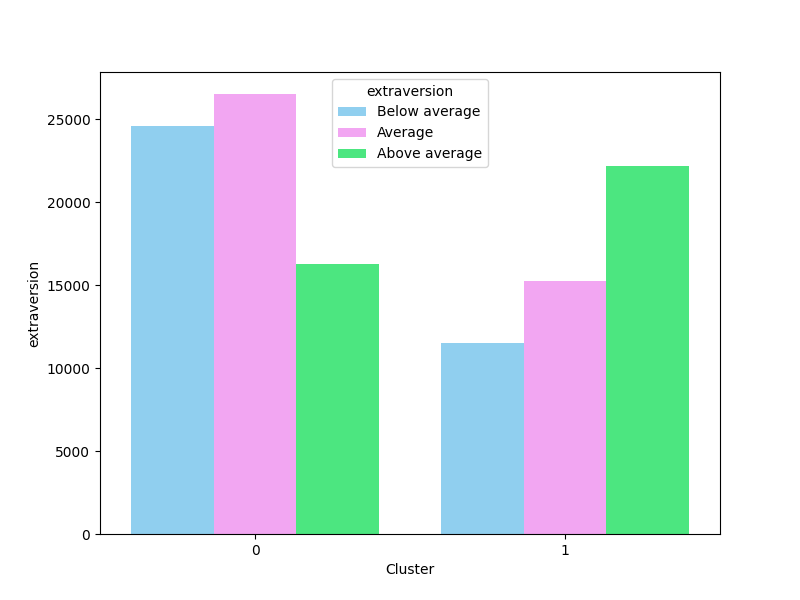 extraversion
Below average
Average
Above average
25000
20000
15000
10000
5000
0
extraversion
0
1
Cluster